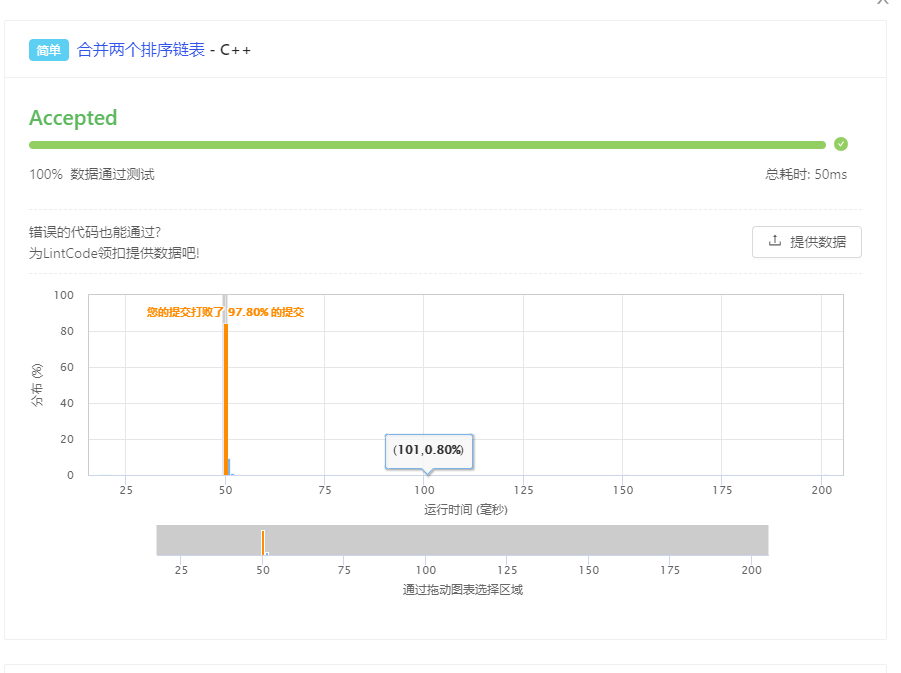 简单 合并两个排序链表 - C++
Accepted
100% 数据通过测试 总耗时: 50ms
错误的代码也能通过?
为LintCode领扣提供数据吧!
提供数据
您的提交打败了 97.80% 的提交
分布 (%)
100
80
60
40
20
0
(101,0.80%)
25 50 75 100 125 150 175 200
运行时间 (毫秒)
25 50 75 100 125 150 175 200
通过拖动图表选择区域